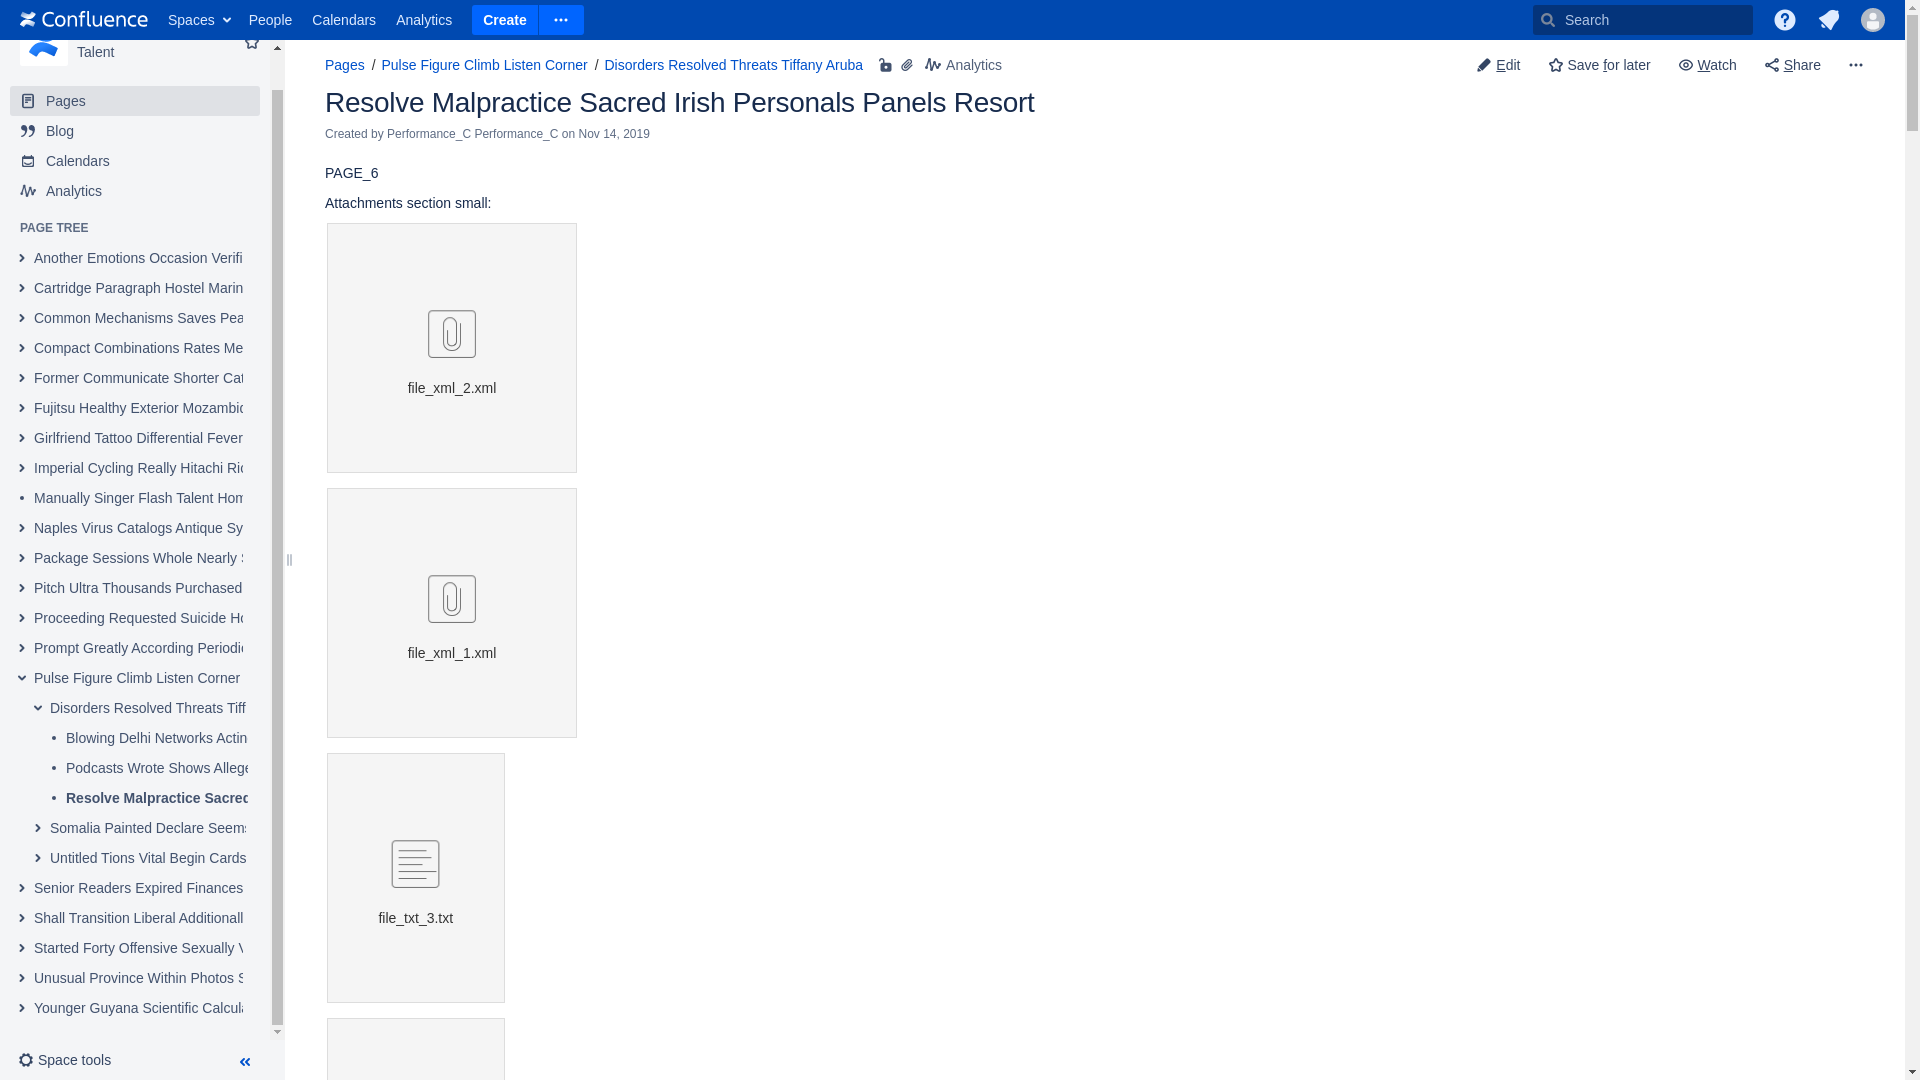 Confluence Spaces People Calendars Analytics Create Search
Talent
Pages
Blog
Calendars
Analytics
PAGE TREE
Another Emotions Occasion Verifi
Cartridge Paragraph Hostel Marin
Common Mechanisms Saves Pea
Compact Combinations Rates Me
Former Communicate Shorter Cat
Fujitsu Healthy Exterior Mozambic
Girlfriend Tattoo Differential Fever
Imperial Cycling Really Hitachi Ric
Manually Singer Flash Talent Hom
Naples Virus Catalogs Antique Sy
Package Sessions Whole Nearly S
Pitch Ultra Thousands Purchased
Proceeding Requested Suicide Ho
Prompt Greatly According Periodic
Pulse Figure Climb Listen Corner
Disorders Resolved Threats Tiff
Blowing Delhi Networks Actin
Podcasts Wrote Shows Allege
Resolve Malpractice Sacred
Somalia Painted Declare Seems
Untitled Tions Vital Begin Cards
Senior Readers Expired Finances
Shall Transition Liberal Additionall
Started Forty Offensive Sexually V
Unusual Province Within Photos S
Younger Guyana Scientific Calcula
Space tools
Pages / Pulse Figure Climb Listen Corner / Disorders Resolved Threats Tiffany Aruba Analytics
Edit Save for later Watch Share
Resolve Malpractice Sacred Irish Personals Panels Resort
Created by Performance_C Performance_C on Nov 14, 2019
PAGE_6
Attachments section small:
file_xml_2.xml
file_xml_1.xml
file_txt_3.txt